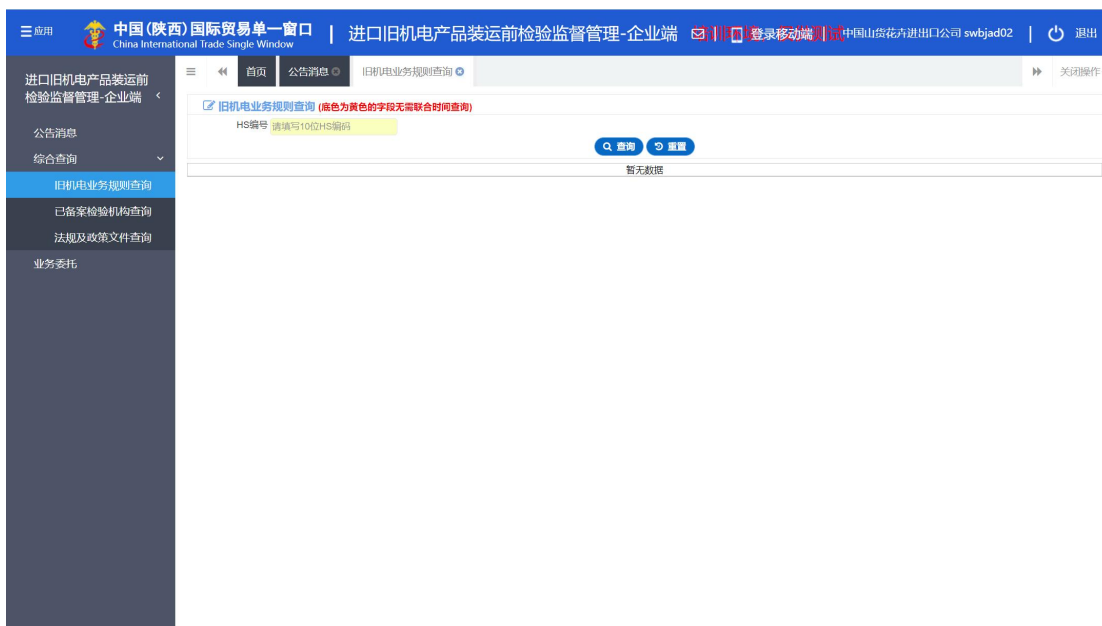 应用
中国(陕西)国际贸易单一窗口 | 进口旧机电产品装运前检验监督管理-企业端 登录移动端 | 中国山货花卉进出口公司 swbjad02 | 退出
China International Trade Single Window
进口旧机电产品装运前
检验监督管理-企业端
首页 公告消息 旧机电业务规则查询 关闭操作
旧机电业务规则查询 (底色为黄色的字段无需联合时间查询)
HS编号 请填写10位HS编码
查询 重置
暂无数据
公告消息
综合查询
旧机电业务规则查询
已备案检验机构查询
法规及政策文件查询
业务委托